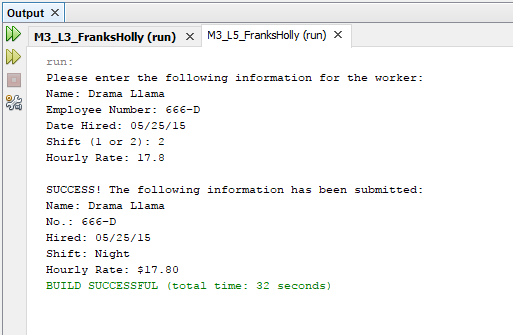 Output
M3_L3_FranksHolly (run) M3_L5_FranksHolly (run)
run:
Please enter the following information for the worker:
Name: Drama Llama
Employee Number: 666-D
Date Hired: 05/25/15
Shift (1 or 2): 2
Hourly Rate: 17.8
SUCCESS! The following information has been submitted:
Name: Drama Llama
No.: 666-D
Hired: 05/25/15
Shift: Night
Hourly Rate: $17.80
BUILD SUCCESSFUL (total time: 32 seconds)